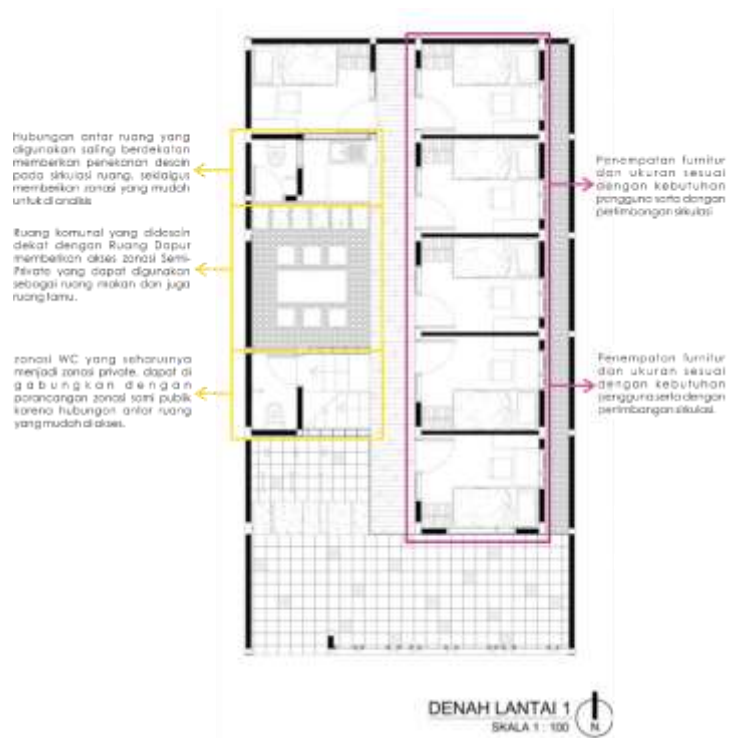 Hubungan antar ruang yang
digunakan saling berdekatan
memberikan penekanan desain
pada sirkulasi ruang, sekaligus
memberikan zonasi yang mudah
untuk di analisis
Ruang komunal yang didesain
dekat dengan Ruang Dapur
memberikan akses zonasi Semi-
Private yang dapat digunakan
sebagai ruang makan dan juga
ruang tamu.
zonasi WC yang seharusnya
menjadi zonasi private, dapat di
gabungkan dengan
perancangan zonasi semi publik
karena hubungan antar ruang
yang mudah di akses.
Penempatan furnitur
dan ukuran sesuai
dengan kebutuhan
pengguna serta dengan
pertimbangan sirkulasi
Penempatan furnitur
dan ukuran sesuai
dengan kebutuhan
pengguna serta dengan
pertimbangan sirkulasi.
DENAH LANTAI 1
SKALA 1 : 100
N